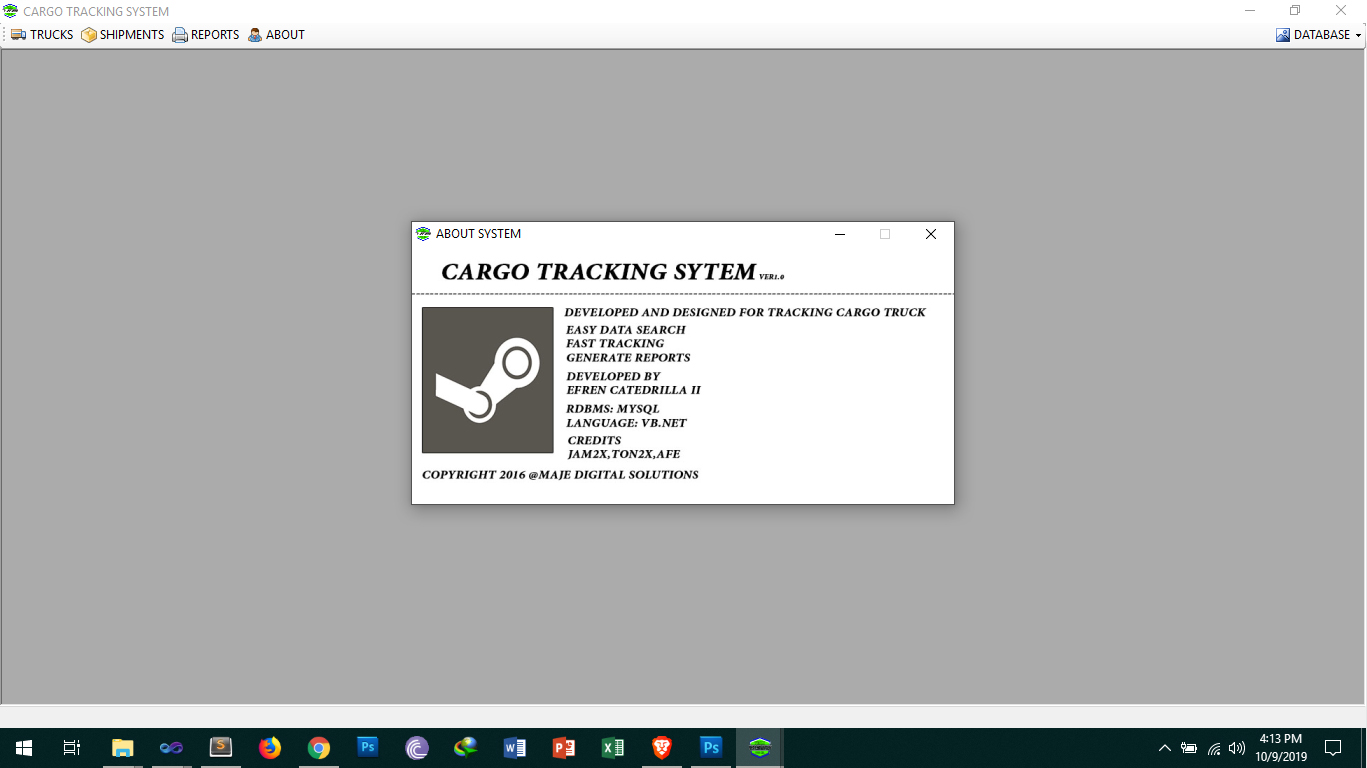 CARGO TRACKING SYSTEM
TRUCKS SHIPMENTS REPORTS ABOUT DATABASE
ABOUT SYSTEM
CARGO TRACKING SYTEM VER1.0
DEVELOPED AND DESIGNED FOR TRACKING CARGO TRUCK
EASY DATA SEARCH
FAST TRACKING
GENERATE REPORTS
DEVELOPED BY
EFREN CATEDRILLA II
RDBMS: MYSQL
LANGUAGE: VB.NET
CREDITS
JAM2X,TON2X,AFE
COPYRIGHT 2016 @MAJE DIGITAL SOLUTIONS
S Ps W P X Ps
4:13 PM
10/9/2019